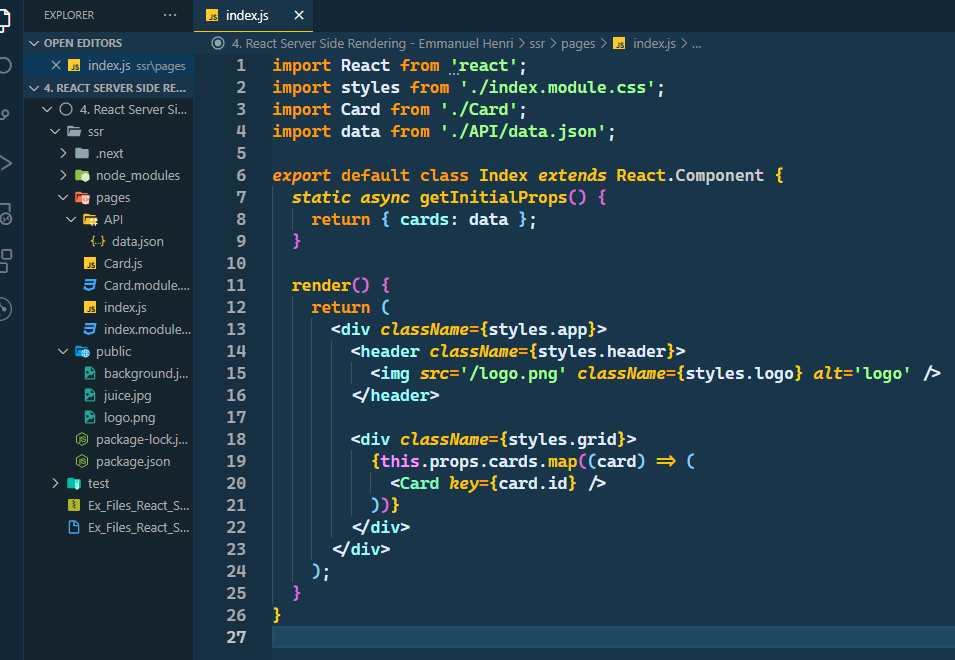 EXPLORER
···
index.js
OPEN EDITORS
index.js ssr\pages
4. REACT SERVER SIDE RE...
4. React Server Si...
ssr
.next
node_modules
pages
API
data.json
Card.js
Card.module....
index.js
index.module...
public
background.j...
juice.jpg
logo.png
package-lock.j...
package.json
test
Ex_Files_React_S...
Ex_Files_React_S...
4. React Server Side Rendering - Emmanuel Henri > ssr > pages > JS index.js > ...
1 import React from 'react';
2 import styles from './index.module.css';
3 import Card from './Card';
4 import data from './API/data.json';
5
6 export default class Index extends React.Component {
7 static async getInitialProps() {
8 return { cards: data };
9 }
10
11 render() {
12 return (
13 <div className={styles.app}>
14 <header className={styles.header}>
15 <img src='/logo.png' className={styles.logo} alt='logo' />
16 </header>
17
18 <div className={styles.grid}>
19 {this.props.cards.map((card) => (
20 <Card key={card.id} />
21 ))}
22 </div>
23 </div>
24 );
25 }
26 }
27